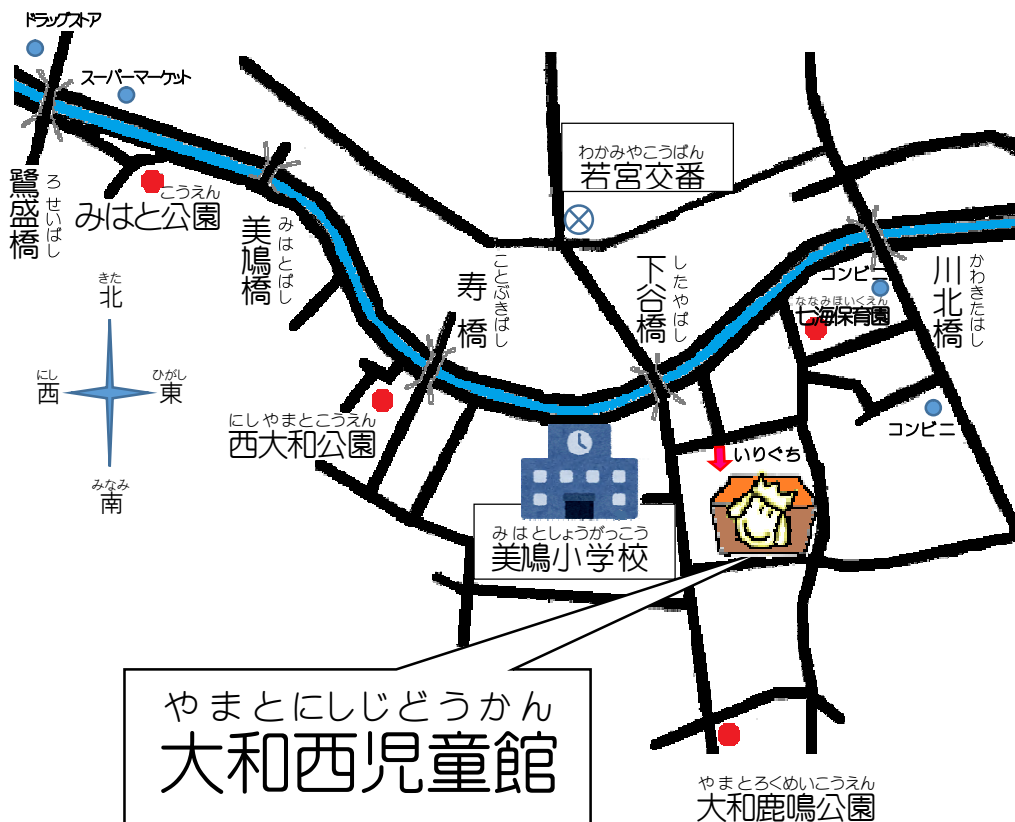 ドラッグストア
スーパーマーケット
わかみやこうばん
若宮交番
ろせいばし
鷺盛橋
こうえん
みはと公園
みはとばし
美鳩橋
ことぶきばし
寿橋
したやばし
下谷橋
かわきたはし
川北橋
コンビニ
ななみほいくえん
七海保育園
きた
北
にし
西
ひがし
東
みなみ
南
にしやまとこうえん
西大和公園
コンビニ
いりぐち
みはとしょうがっこう
美鳩小学校
やまとにしじどうかん
大和西児童館
やまとろくめいこうえん
大和鹿鳴公園